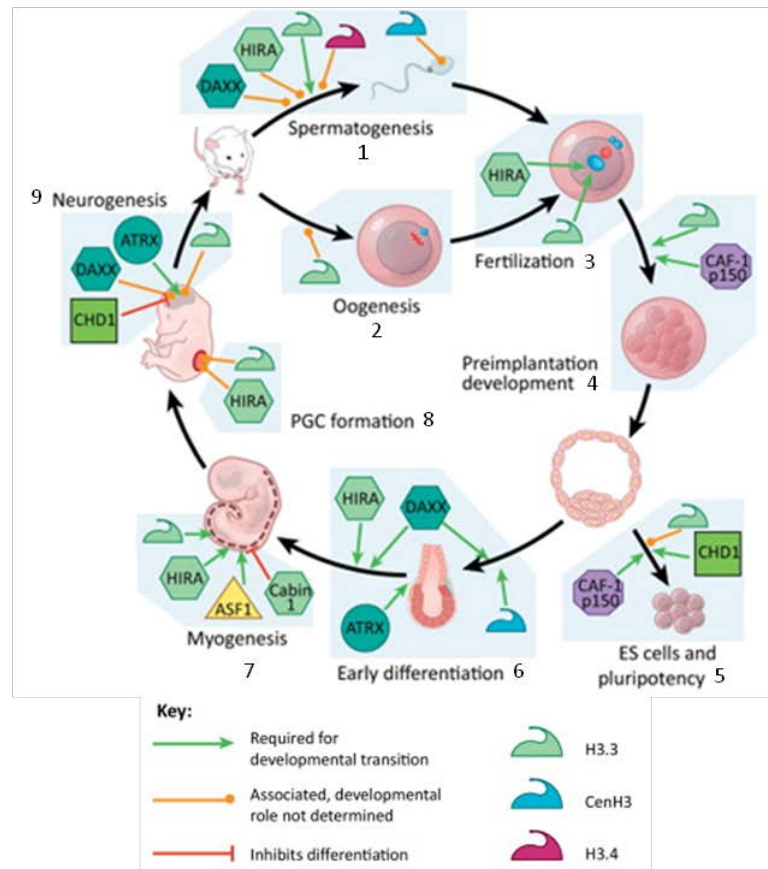 HIRA
DAXX
Spermatogenesis
1
9 Neurogenesis
ATRX
DAXX
CHD1
HIRA
Fertilization 3
Oogenesis
2
CAF-1
p150
Preimplantation
development 4
HIRA
PGC formation 8
HIRA
DAXX
ATRX
Early differentiation 6
HIRA
ASF1
Cabin
1
Myogenesis
7
CHD1
CAF-1
p150
ES cells and
pluripotency 5
Key:
Required for
developmental transition
Associated, developmental
role not determined
Inhibits differentiation
H3.3
CenH3
H3.4